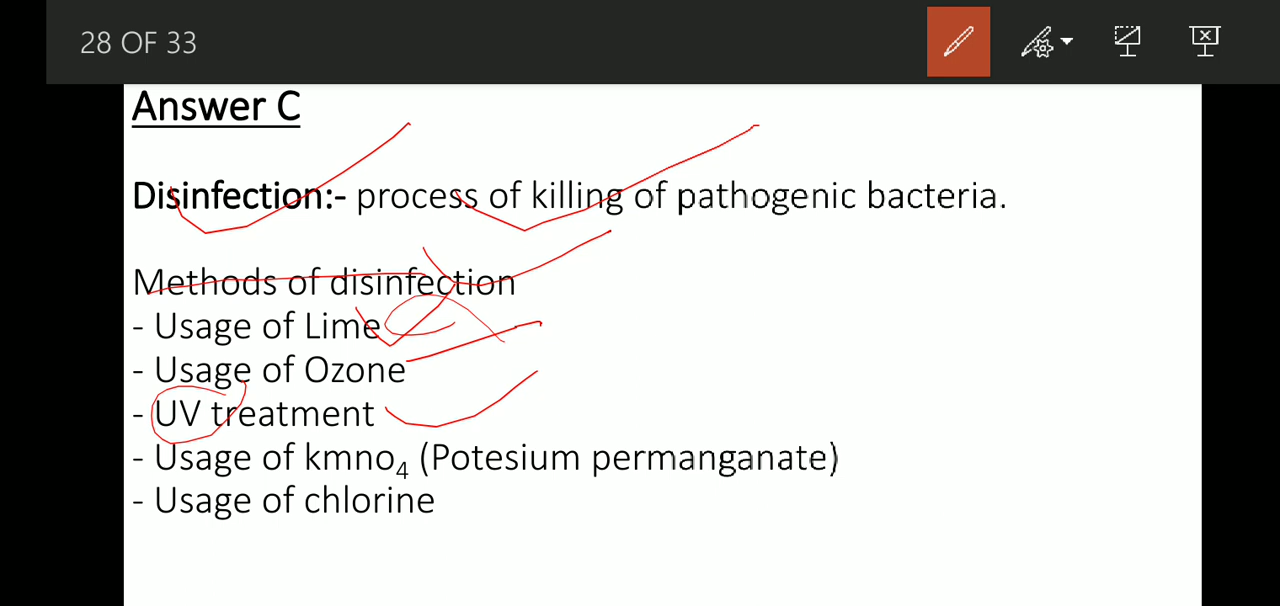 28 OF 33
Answer C
Disinfection:- process of killing of pathogenic bacteria.
Methods of disinfection
- Usage of Lime
- Usage of Ozone
- UV treatment
- Usage of kmno₄ (Potesium permanganate)
- Usage of chlorine